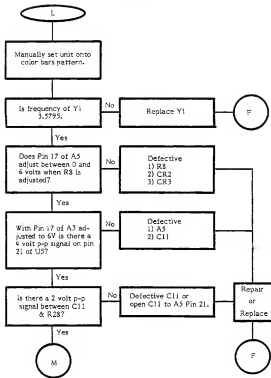 L
Manually set unit onto
color bars pattern.
Is frequency of Y1
3.5795.
No
Replace Y1
F
Yes
Does Pin 17 of A5
adjust between 0 and
6 volts when R8 is
adjusted?
No
Defective
1) R8
2) CR2
3) CR3
Yes
With Pin 17 of A5 ad-
justed to 6V is there a
6 volt p-p signal on pin
21 of U5?
No
Defective
1) A5
2) C11
Yes
Is there a 2 volt p-p
signal between C11
& R28?
No
Defective C11 or
open C11 to A5 Pin 21.
Repair
or
Replace
Yes
M
F